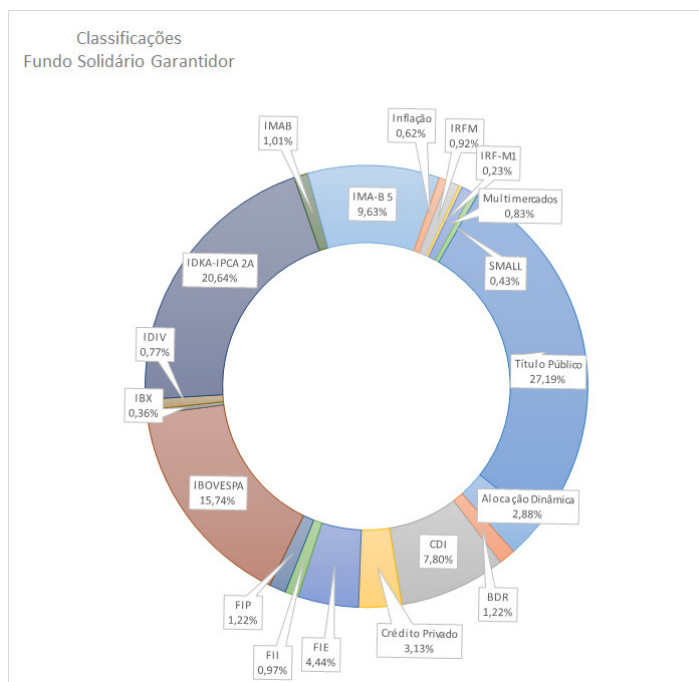 Classificações
Fundo Solidário Garantidor
IMAB
1,01%
IMA-B 5
9,63%
Inflação
0,62%
IRFM
0,92%
IRF-M1
0,23%
Multimercados
0,83%
SMALL
0,43%
Título Público
27,19%
Alocação Dinâmica
2,88%
BDR
1,22%
CDI
7,80%
Crédito Privado
3,13%
FIE
4,44%
FII
0,97%
FIP
1,22%
IBOVESPA
15,74%
IBX
0,36%
IDIV
0,77%
IDKA-IPCA 2A
20,64%